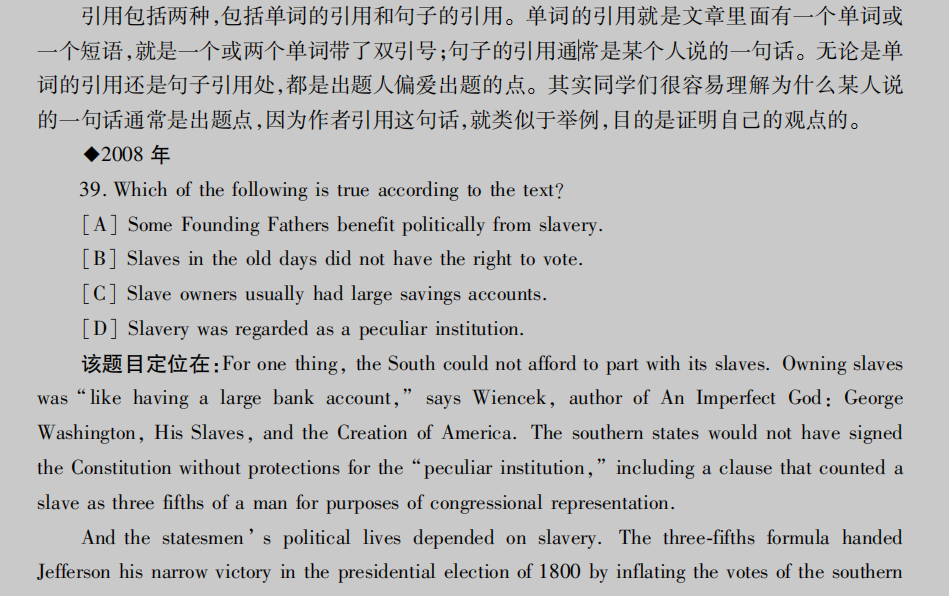 引用包括两种,包括单词的引用和句子的引用。单词的引用就是文章里面有一个单词或
一个短语,就是一个或两个单词带了双引号;句子的引用通常是某个人说的一句话。无论是单
词的引用还是句子引用处,都是出题人偏爱出题的点。其实同学们很容易理解为什么某人说
的一句话通常是出题点,因为作者引用这句话,就类似于举例,目的是证明自己的观点的。
◆2008 年
39. Which of the following is true according to the text?
[A] Some Founding Fathers benefit politically from slavery.
[B] Slaves in the old days did not have the right to vote.
[C] Slave owners usually had large savings accounts.
[D] Slavery was regarded as a peculiar institution.
该题目定位在:For one thing, the South could not afford to part with its slaves. Owning slaves
was “like having a large bank account,” says Wiencek, author of An Imperfect God: George
Washington, His Slaves, and the Creation of America. The southern states would not have signed
the Constitution without protections for the “peculiar institution,” including a clause that counted a
slave as three fifths of a man for purposes of congressional representation.
And the statesmen’s political lives depended on slavery. The three-fifths formula handed
Jefferson his narrow victory in the presidential election of 1800 by inflating the votes of the southern